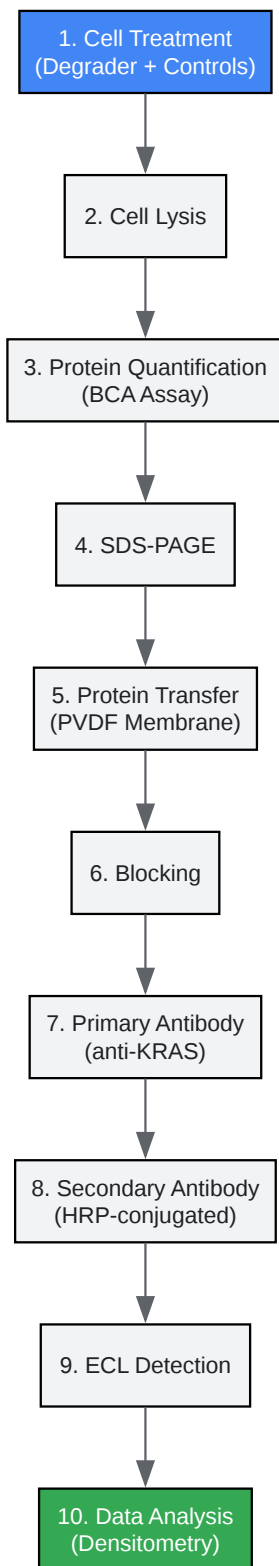 1. Cell Treatment
(Degrader + Controls)
2. Cell Lysis
3. Protein Quantification
(BCA Assay)
4. SDS-PAGE
5. Protein Transfer
(PVDF Membrane)
6. Blocking
7. Primary Antibody
(anti-KRAS)
8. Secondary Antibody
(HRP-conjugated)
9. ECL Detection
10. Data Analysis
(Densitometry)